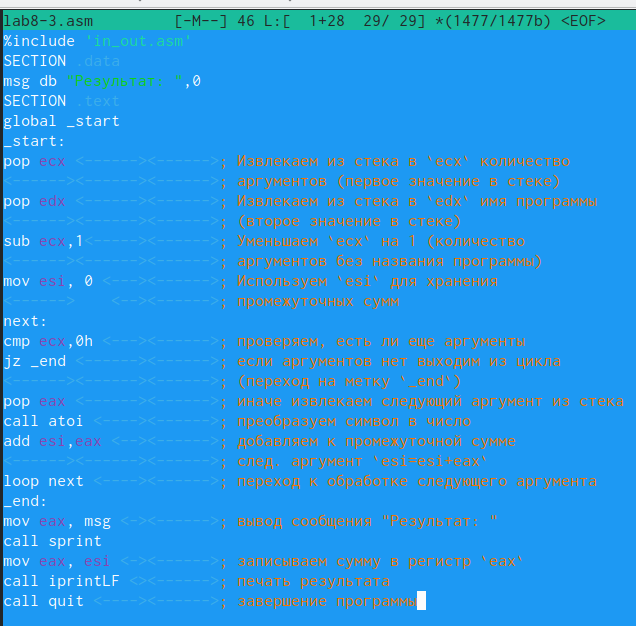 lab8-3.asm [-M--] 46 L:[ 1+28 29/ 29] *(1477/1477b) <EOF>
%include 'in_out.asm'
SECTION .data
msg db "Результат: ",0
SECTION .text
global _start
_start:
pop ecx <------><------>; Извлекаем из стека в `ecx` количество
<------><------><------>; аргументов (первое значение в стеке)
pop edx <------><------>; Извлекаем из стека в `edx` имя программы
<------><------><------>; (второе значение в стеке)
sub ecx,1<-----><------>; Уменьшаем `ecx` на 1 (количество
<------><------><------>; аргументов без названия программы)
mov esi, 0 <---><------>; Используем `esi` для хранения
<------> <---><------>; промежуточных сумм
next:
cmp ecx,0h <---><------>; проверяем, есть ли еще аргументы
jz _end <------><------>; если аргументов нет выходим из цикла
<------><------><------>; (переход на метку `_end`)
pop eax <------><------>; иначе извлекаем следующий аргумент из стека
call atoi <----><------>; преобразуем символ в число
add esi,eax <--><------>; добавляем к промежуточной сумме
<------><------><------>; след. аргумент `esi=esi+eax`
loop next <----><------>; переход к обработке следующего аргумента
_end:
mov eax, msg <-><------>; вывод сообщения "Результат: "
call sprint
mov eax, esi <-><------>; записываем сумму в регистр `eax`
call iprintLF <><------>; печать результата
call quit <----><------>; завершение программы